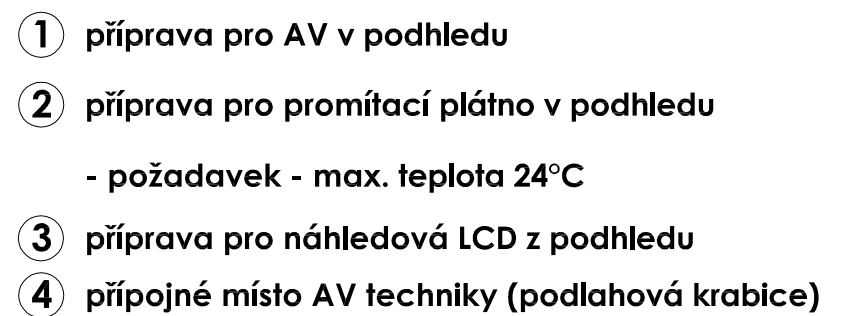 1 příprava pro AV v podhledu
2 příprava pro promítací plátno v podhledu
- požadavek - max. teplota 24°C
3 příprava pro náhledová LCD z podhledu
4 přípojné místo AV techniky (podlahová krabice)